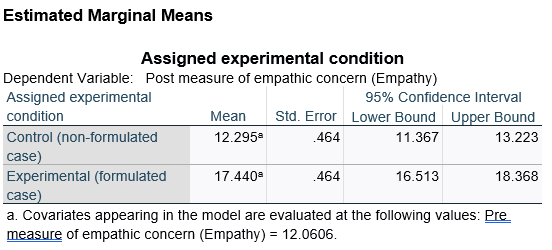 Estimated Marginal Means
Assigned experimental condition
Dependent Variable: Post measure of empathic concern (Empathy)
Assigned experimental 95% Confidence Interval
condition Mean Std. Error Lower Bound Upper Bound
Control (non-formulated 12.295ᵃ .464 11.367 13.223
case)
Experimental (formulated 17.440ᵃ .464 16.513 18.368
case)
a. Covariates appearing in the model are evaluated at the following values: Pre
measure of empathic concern (Empathy) = 12.0606.